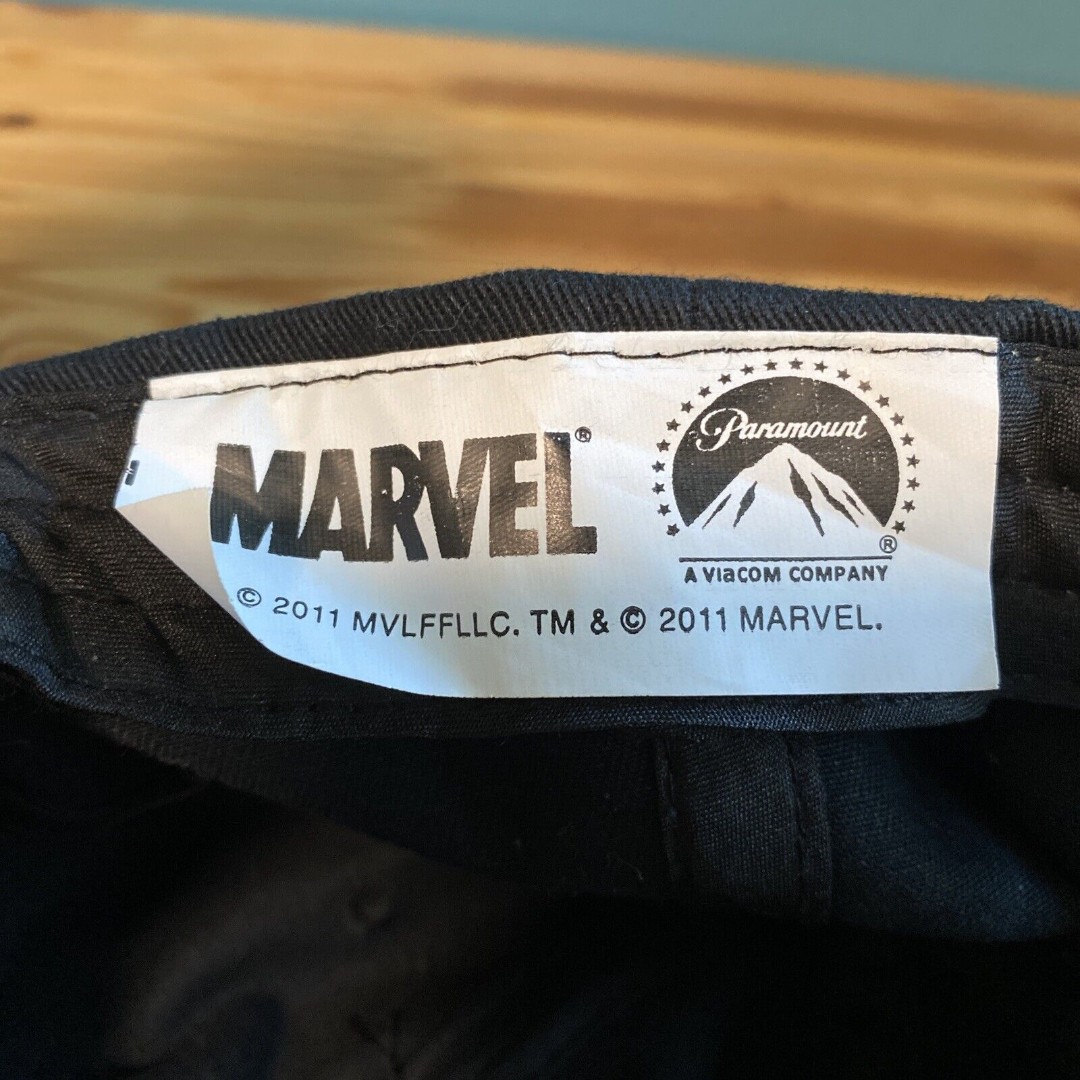 MARVEL®
Paramount®
A VIaCOM COMPANY
© 2011 MVLFFLLC. TM & © 2011 MARVEL.